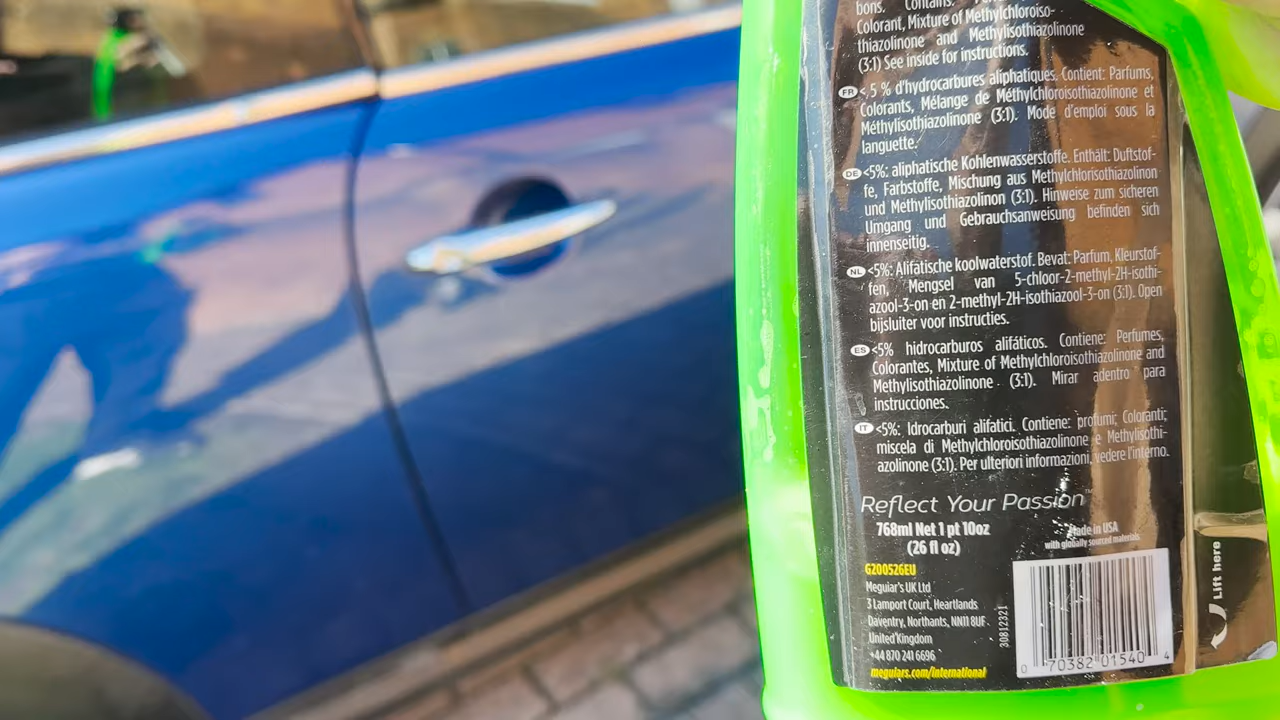 bons. Contains:
Colorant, Mixture of Methylchloroiso-
thiazolinone and Methylisothiazolinone
(3:1) See inside for instructions.
FR < 5 % d'hydrocarbures aliphatiques. Contient: Parfums,
Colorants, Mélange de Méthylchloroisothiazolinone et
Méthylisothiazolinone (3:1). Mode d'emploi sous la
languette.
DE <5%: aliphatische Kohlenwasserstoffe. Enthält: Duftstof-
fe, Farbstoffe, Mischung aus Methylchlorisothiazolinon
und Methylisothiazolinon (3:1). Hinweise zum sicheren
Umgang und Gebrauchsanweisung befinden sich
innenseitig.
NL <5%: Alifatische koolwaterstof. Bevat: Parfum, Kleurstof-
fen, Mengsel van 5-chloor-2-methyl-2H-isothi-
azool-3-on en 2-methyl-2H-isothiazool-3-on (3:1). Open
bijsluiter voor instructies.
ES <5% hidrocarburos alifáticos. Contiene: Perfumes,
Colorantes, Mixture of Methylchloroisothiazolinone and
Methylisothiazolinone (3:1). Mirar adentro para
instrucciones.
IT <5%: Idrocarburi alifatici. Contiene: profumi; Coloranti;
miscela di Methylchloroisothiazolinone e Methylisothi-
azolinone (3:1). Per ulteriori informazioni, vedere l'interno.
Reflect Your Passion™
768ml Net 1 pt 10oz
(26 fl oz)
Made in USA
with globally sourced materials
G200526EU
Meguiar's UK Ltd
3 Lamport Court, Heartlands
Daventry, Northants, NN11 8UF
United Kingdom
+44 870 241 6696
meguiars.com/international
30812321
0 70382 01540 4
Lift here